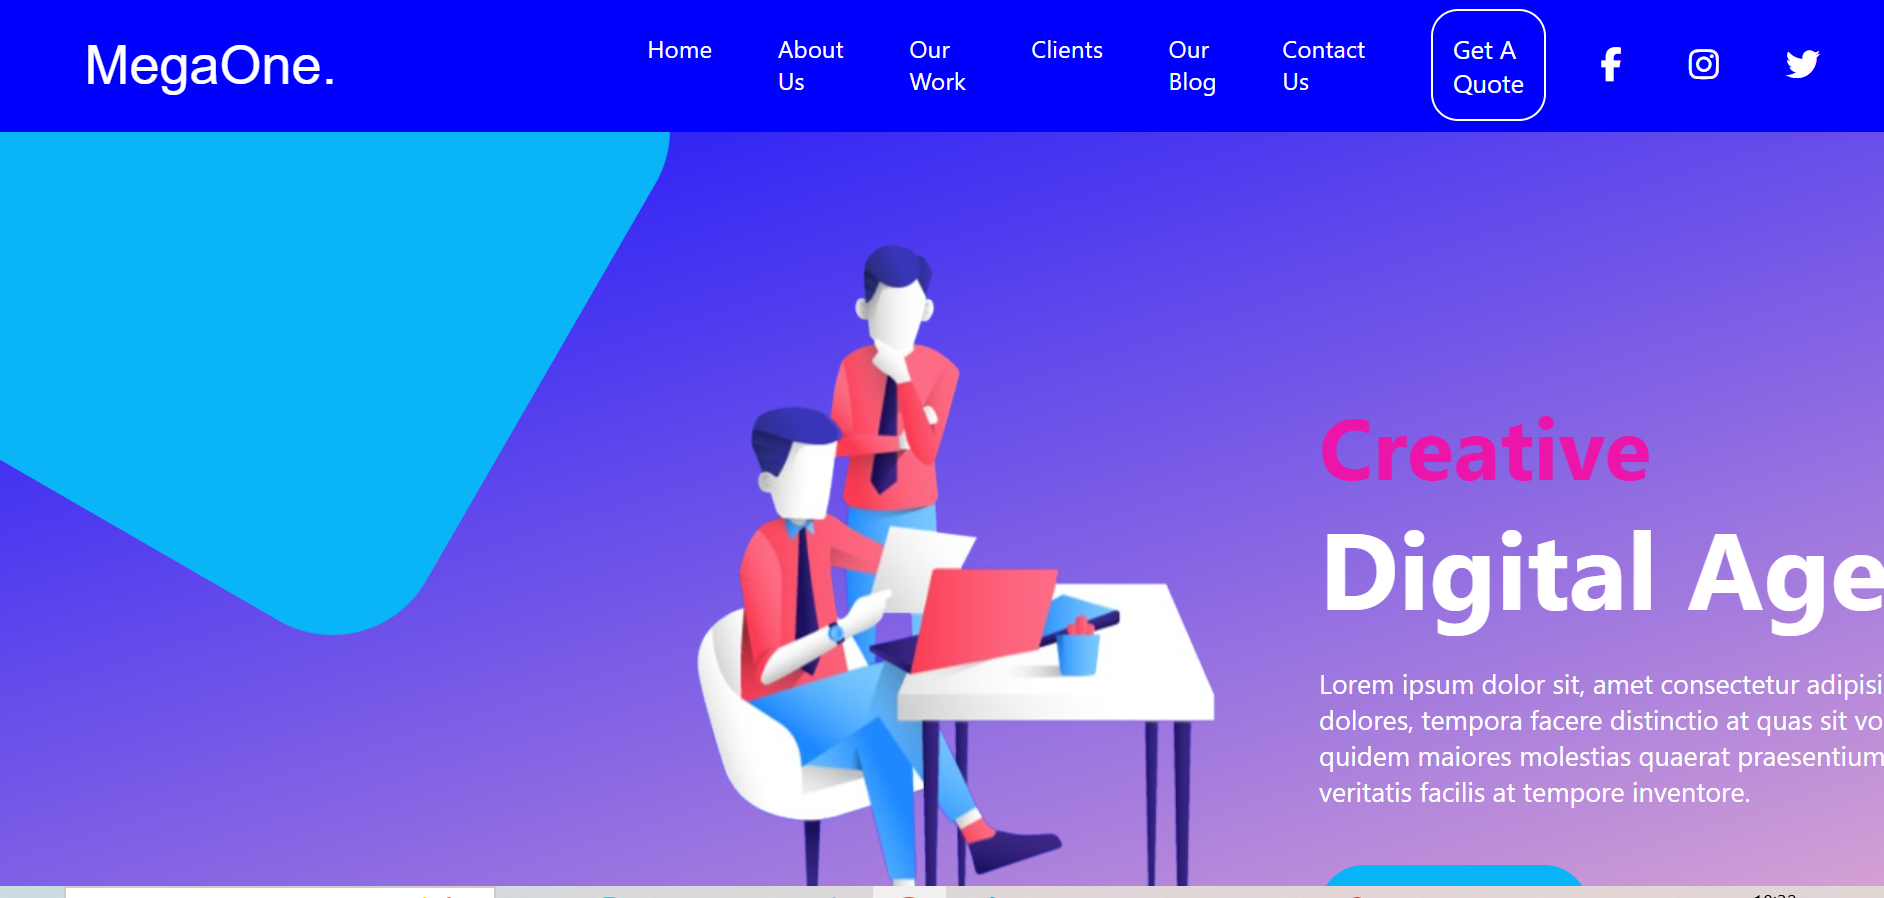 MegaOne.
Home
About
Us
Our
Work
Clients
Our
Blog
Contact
Us
Get A
Quote
Creative
Digital Age
Lorem ipsum dolor sit, amet consectetur adipisi
dolores, tempora facere distinctio at quas sit vo
quidem maiores molestias quaerat praesentium
veritatis facilis at tempore inventore.